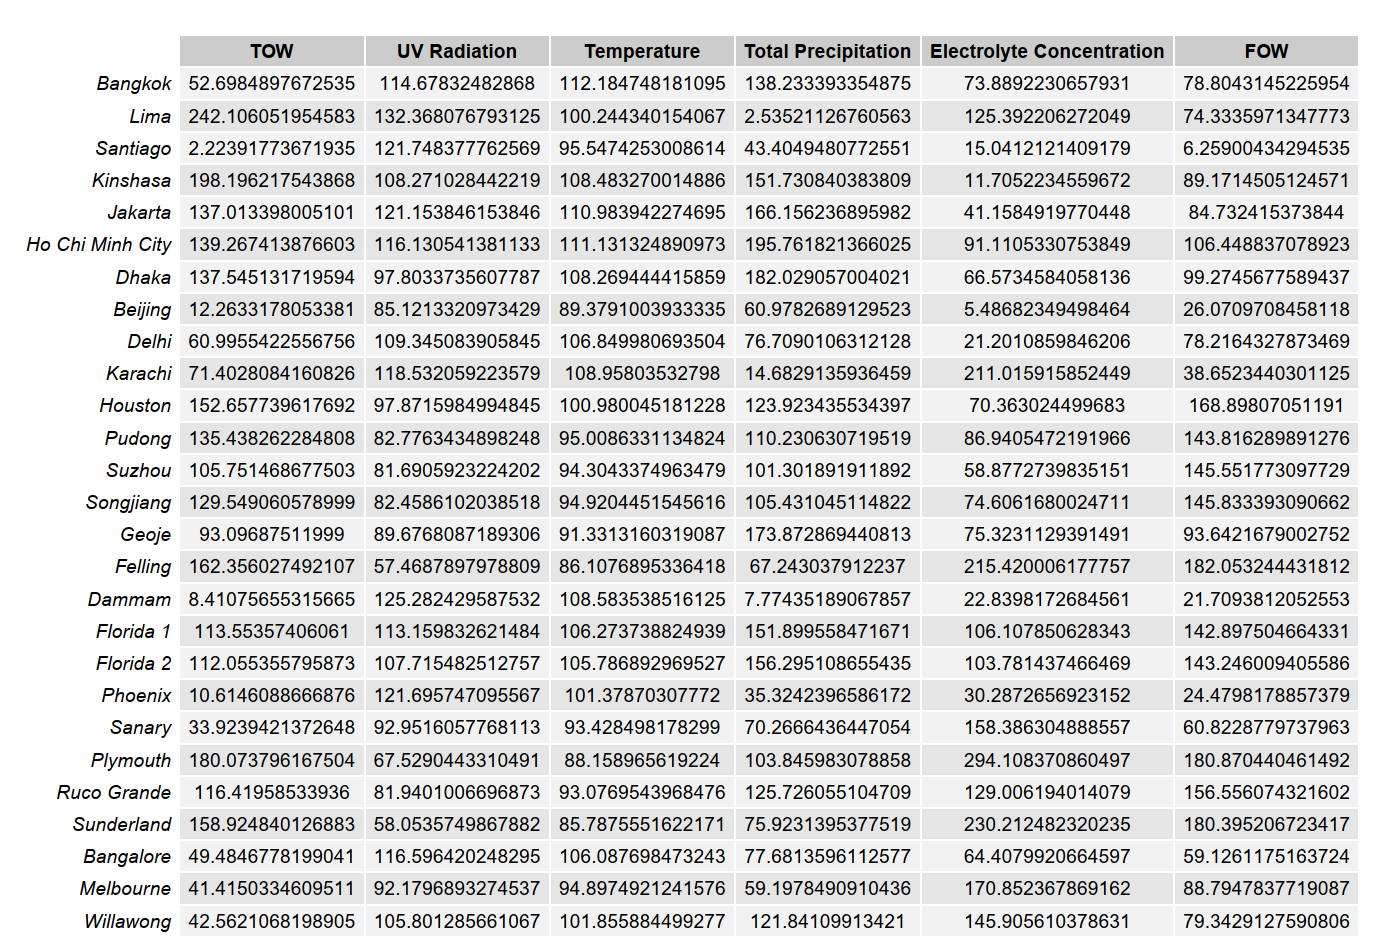 TOW UV Radiation Temperature Total Precipitation Electrolyte Concentration FOW
Bangkok 52.6984897672535 114.67832482868 112.184748181095 138.233393354875 73.8892230657931 78.8043145225954
Lima 242.106051954583 132.368076793125 100.244340154067 2.53521126760563 125.392206272049 74.3335971347773
Santiago 2.22391773671935 121.748377762569 95.5474253008614 43.4049480772551 15.0412121409179 6.25900434294535
Kinshasa 198.196217543868 108.271028442219 108.483270014886 151.730840383809 11.7052234559672 89.1714505124571
Jakarta 137.013398005101 121.153846153846 110.983942274695 166.156236895982 41.1584919770448 84.732415373844
Ho Chi Minh City 139.267413876603 116.130541381133 111.131324890973 195.761821366025 91.1105330753849 106.448837078923
Dhaka 137.545131719594 97.8033735607787 108.269444415859 182.029057004021 66.5734584058136 99.2745677589437
Beijing 12.2633178053381 85.1213320973429 89.3791003933335 60.9782689129523 5.48682349498464 26.0709708458118
Delhi 60.9955422556756 109.345083905845 106.849980693504 76.7090106312128 21.2010859846206 78.2164327873469
Karachi 71.4028084160826 118.532059223579 108.95803532798 14.6829135936459 211.015915852449 38.6523440301125
Houston 152.657739617692 97.8715984994845 100.980045181228 123.923435534397 70.363024499683 168.89807051191
Pudong 135.438262284808 82.7763434898248 95.0086331134824 110.230630719519 86.9405472191966 143.816289891276
Suzhou 105.751468677503 81.6905923224202 94.3043374963479 101.301891911892 58.8772739835151 145.551773097729
Songjiang 129.549060578999 82.4586102038518 94.9204451545616 105.431045114822 74.6061680024711 145.833393090662
Geoje 93.09687511999 89.6768087189306 91.3313160319087 173.872869440813 75.3231129391491 93.6421679002752
Felling 162.356027492107 57.4687897978809 86.1076895336418 67.243037912237 215.420006177757 182.053244431812
Dammam 8.41075655315665 125.282429587532 108.583538516125 7.77435189067857 22.8398172684561 21.7093812052553
Florida 1 113.55357406061 113.159832621484 106.273738824939 151.899558471671 106.107850628343 142.897504664331
Florida 2 112.055355795873 107.715482512757 105.786892969527 156.295108655435 103.781437466469 143.246009405586
Phoenix 10.6146088666876 121.695747095567 101.37870307772 35.3242396586172 30.2872656923152 24.4798178857379
Sanary 33.9239421372648 92.9516057768113 93.428498178299 70.2666436447054 158.386304888557 60.8228779737963
Plymouth 180.073796167504 67.5290443310491 88.158965619224 103.845983078858 294.108370860497 180.870440461492
Ruco Grande 116.41958533936 81.9401006696873 93.0769543968476 125.726055104709 129.006194014079 156.556074321602
Sunderland 158.924840126883 58.0535749867882 85.7875551622171 75.9231395377519 230.212482320235 180.395206723417
Bangalore 49.4846778199041 116.596420248295 106.087698473243 77.6813596112577 64.4079920664597 59.1261175163724
Melbourne 41.4150334609511 92.1796893274537 94.8974921241576 59.1978490910436 170.852367869162 88.7947837719087
Willawong 42.5621068198905 105.801285661067 101.855884499277 121.84109913421 145.905610378631 79.3429127590806